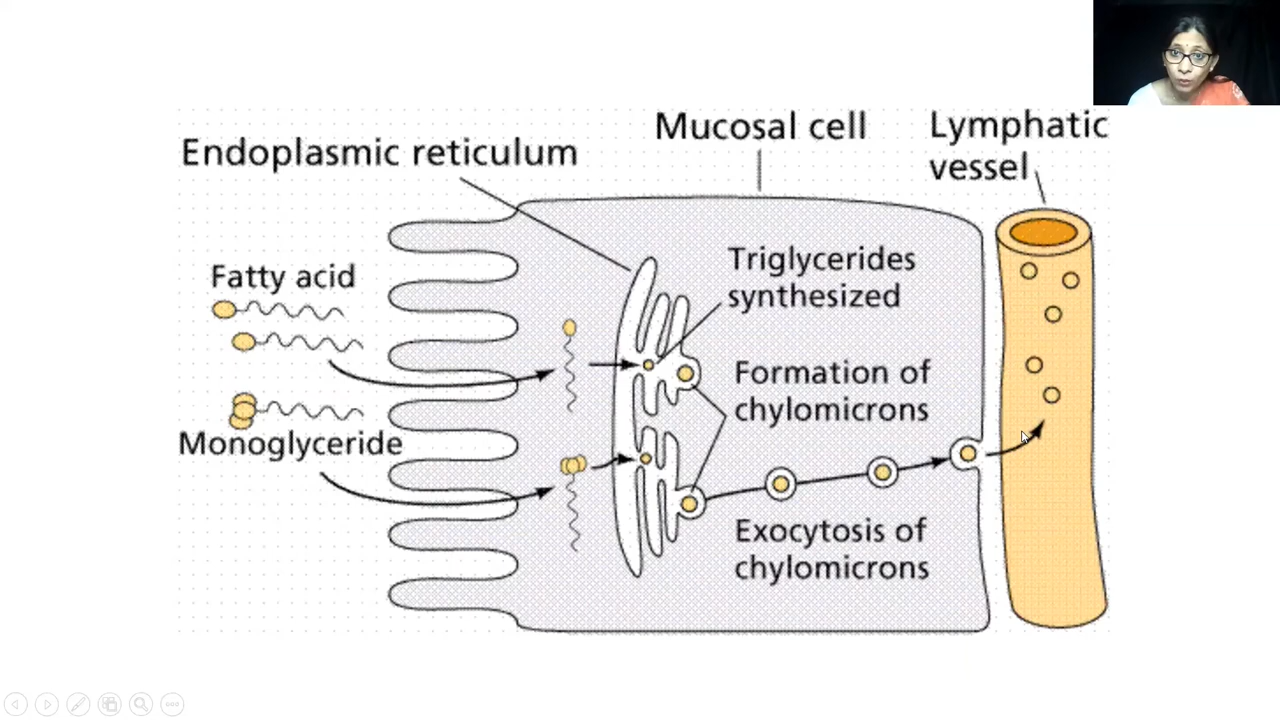 Endoplasmic reticulum
Mucosal cell
Lymphatic
vessel
Fatty acid
Triglycerides
synthesized
Formation of
chylomicrons
Monoglyceride
Exocytosis of
chylomicrons